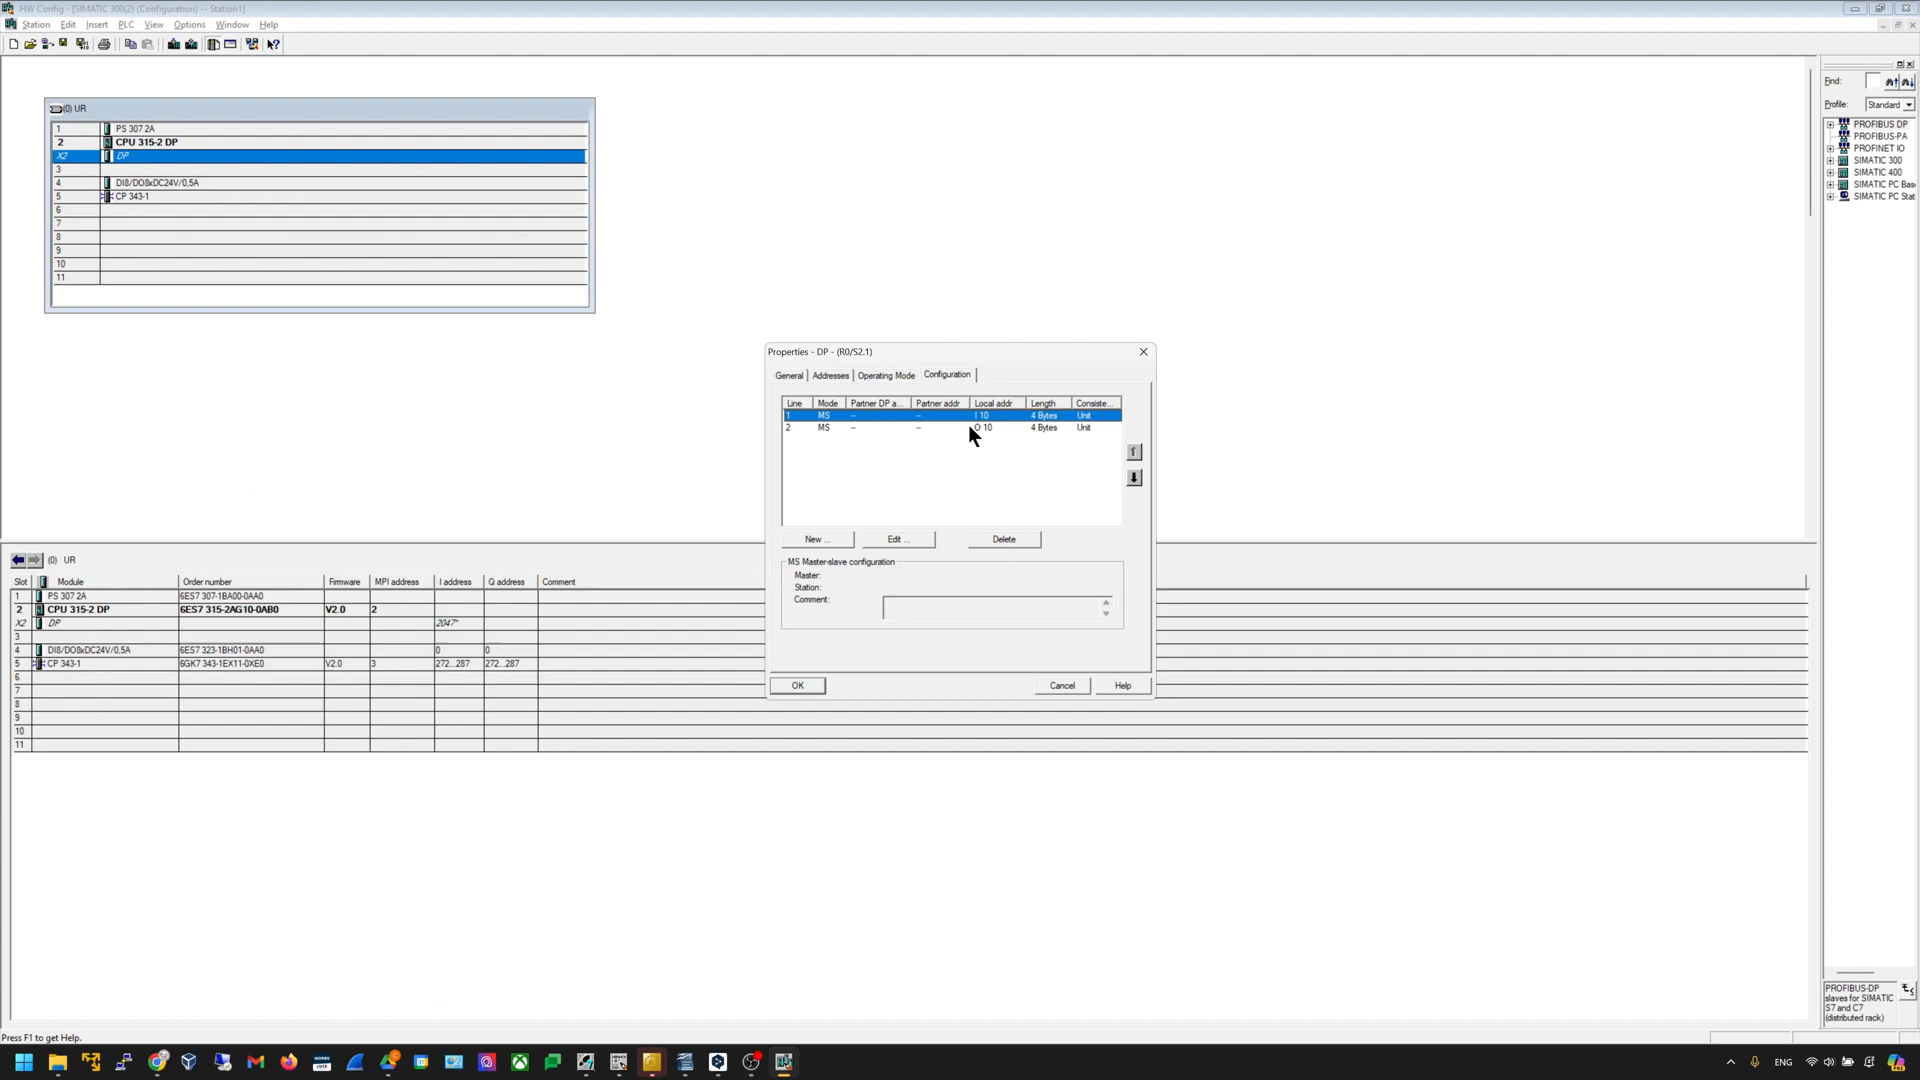 HW Config - [SIMATIC 300(2) (Configuration) -- Station1]
Station Edit Insert PLC View Options Window Help
(0) UR
1 PS 307 2A
2 CPU 315-2 DP
X2 DP
3
4 DI8/DO8xDC24V/0,5A
5 CP 343-1
6
7
8
9
10
11
Properties - DP - (R0/S2.1)
General Addresses Operating Mode Configuration
Line Mode Partner DP a... Partner addr Local addr Length Consiste...
1 MS -- -- I 10 4 Bytes Unit
2 MS -- -- O 10 4 Bytes Unit
New ... Edit ... Delete
MS Master-slave configuration
Master:
Station:
Comment:
OK Cancel Help
(0) UR
Slot Module Order number Firmware MPI address I address Q address Comment
1 PS 307 2A 6ES7 307-1BA00-0AA0
2 CPU 315-2 DP 6ES7 315-2AG10-0AB0 V2.0 2
X2 DP 2047*
3
4 DI8/DO8xDC24V/0,5A 6ES7 323-1BH01-0AA0 0 0
5 CP 343-1 6GK7 343-1EX11-0XE0 V2.0 3 272...287 272...287
6
7
8
9
10
11
Find:
Profile: Standard
PROFIBUS DP
PROFIBUS-PA
PROFINET IO
SIMATIC 300
SIMATIC 400
SIMATIC PC Bas
SIMATIC PC Stat
PROFIBUS-DP
slaves for SIMATIC
S7 and C7
(distributed rack)
Press F1 to get Help.
ENG